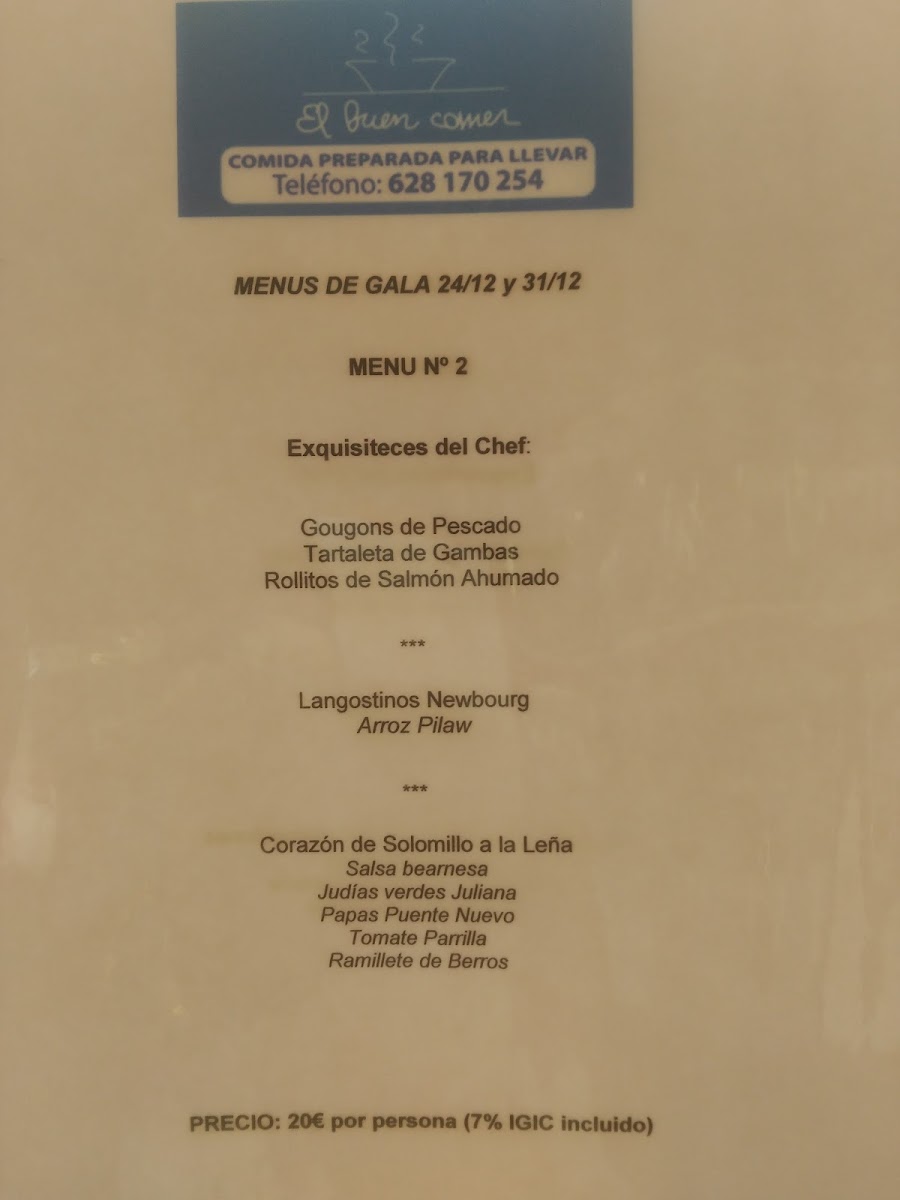 El buen comer
COMIDA PREPARADA PARA LLEVAR
Teléfono: 628 170 254
MENUS DE GALA 24/12 y 31/12
MENU Nº 2
Exquisiteces del Chef:
Gougons de Pescado
Tartaleta de Gambas
Rollitos de Salmón Ahumado
***
Langostinos Newbourg
Arroz Pilaw
***
Corazón de Solomillo a la Leña
Salsa bearnesa
Judías verdes Juliana
Papas Puente Nuevo
Tomate Parrilla
Ramillete de Berros
PRECIO: 20€ por persona (7% IGIC incluido)